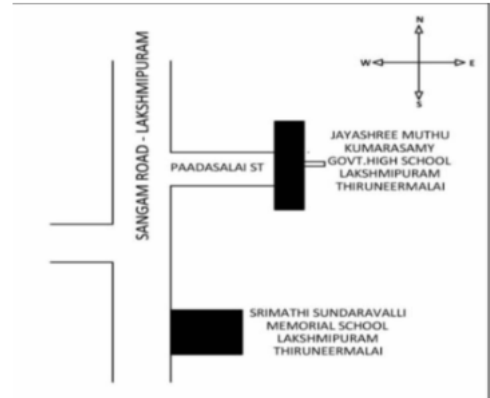 N
W E
S
SANGAM ROAD - LAKSHMIPURAM
PAADASALAI ST
JAYASHREE MUTHU
KUMARASAMY
GOVT.HIGH SCHOOL
LAKSHMIPURAM
THIRUNEERMALAI
SRIMATHI SUNDARAVALLI
MEMORIAL SCHOOL
LAKSHMIPURAM
THIRUNEERMALAI